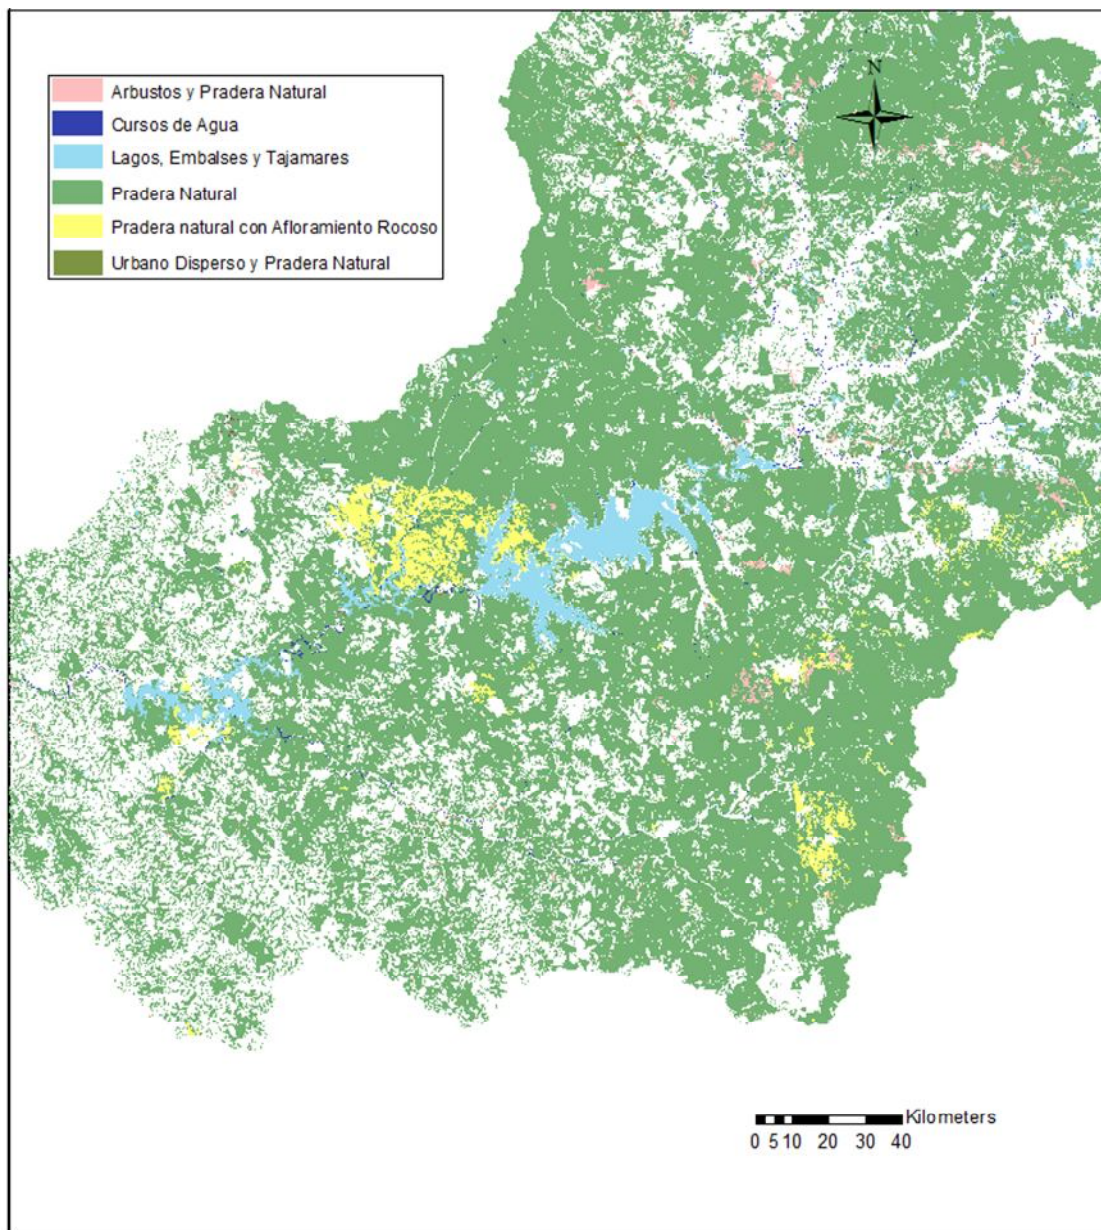 N
Arbustos y Pradera Natural
Cursos de Agua
Lagos, Embalses y Tajamares
Pradera Natural
Pradera natural con Afloramiento Rocoso
Urbano Disperso y Pradera Natural
Kilometers
0 5 10 20 30 40